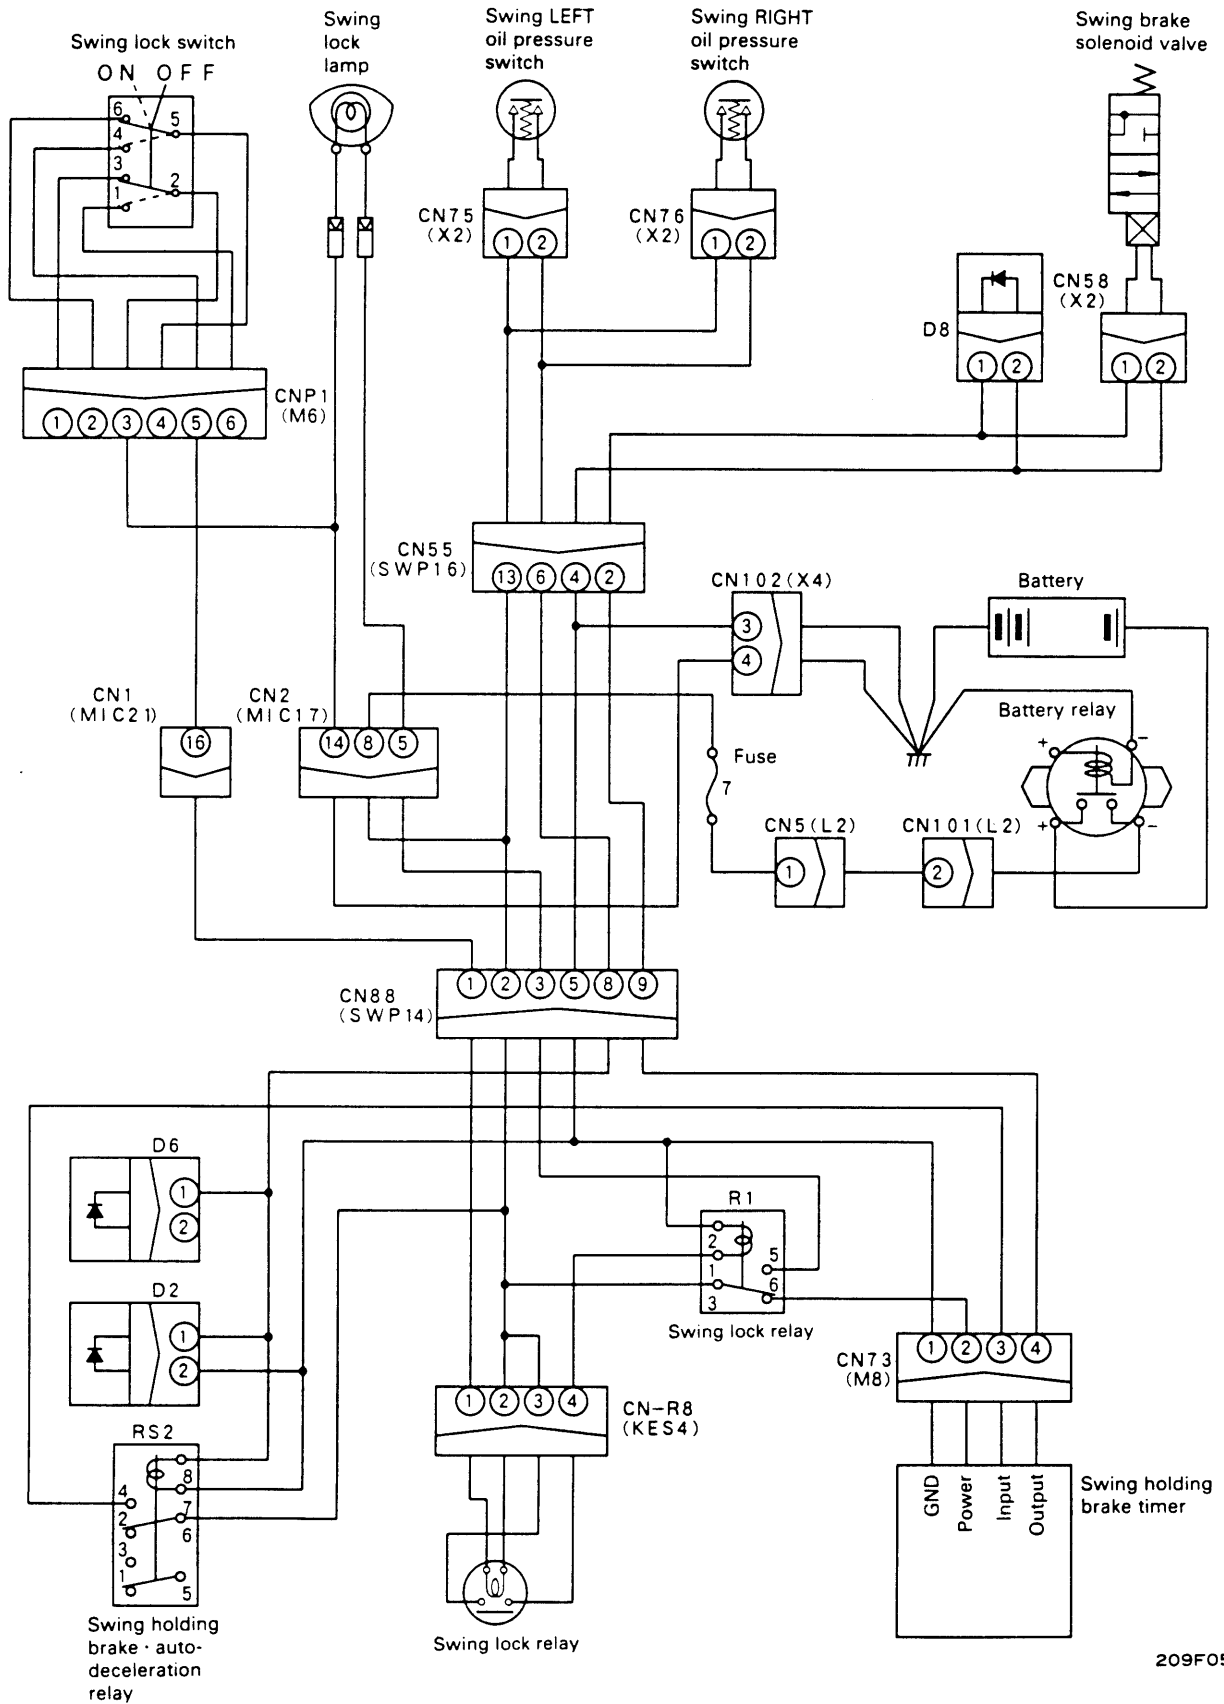 Swing lock switch
ON OFF
6
5
4
3
2
1
Swing
lock
lamp
Swing LEFT
oil pressure
switch
Swing RIGHT
oil pressure
switch
Swing brake
solenoid valve
CN75
(X2)
1 2
CN76
(X2)
1 2
D8
1 2
CN58
(X2)
1 2
CNP1
(M6)
1 2 3 4 5 6
CN55
(SWP16)
13 6 4 2
CN102(X4)
3
4
Battery
Battery relay
+ −
+ −
CN1
(MIC21)
16
CN2
(MIC17)
14 8 5
Fuse
7
CN5(L2)
1
CN101(L2)
2
CN88
(SWP14)
1 2 3 5 8 9
D6
1
2
D2
1
2
R1
2
5
1
6
3
Swing lock relay
CN73
(M8)
1 2 3 4
GND
Power
Input
Output
Swing holding
brake timer
CN-R8
(KES4)
1 2 3 4
Swing lock relay
RS2
8
4
7
2
6
3
1
5
Swing holding
brake · auto-
deceleration
relay
209F05